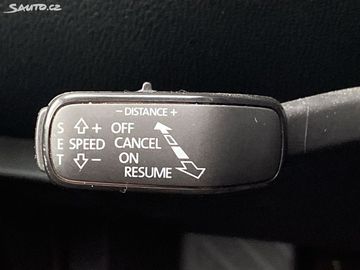 SAUTO.CZ
- DISTANCE +
S + OFF
E SPEED CANCEL
T - ON
RESUME